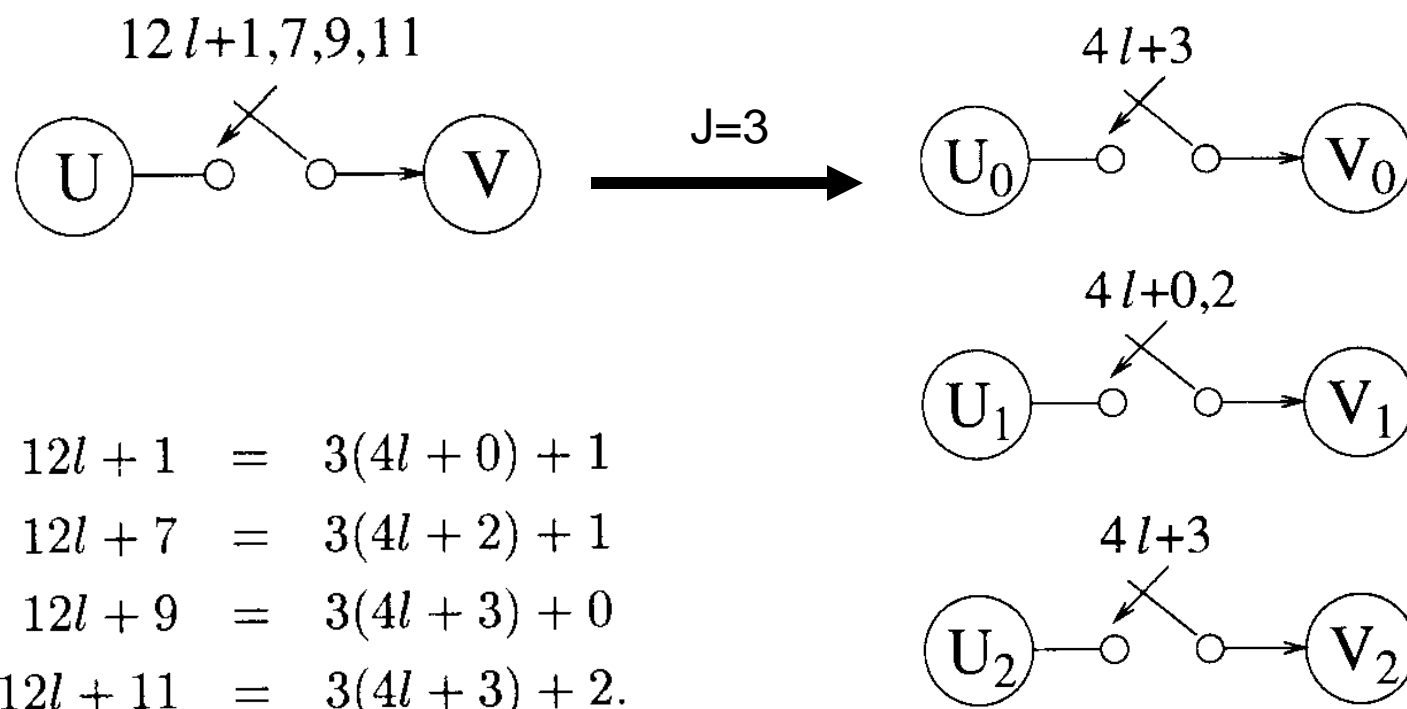 12 l+1,7,9,11
U
V
J=3
4 l+3
U₀
V₀
4 l+0,2
U₁
V₁
4 l+3
U₂
V₂
12l + 1 = 3(4l + 0) + 1
12l + 7 = 3(4l + 2) + 1
12l + 9 = 3(4l + 3) + 0
12l + 11 = 3(4l + 3) + 2.